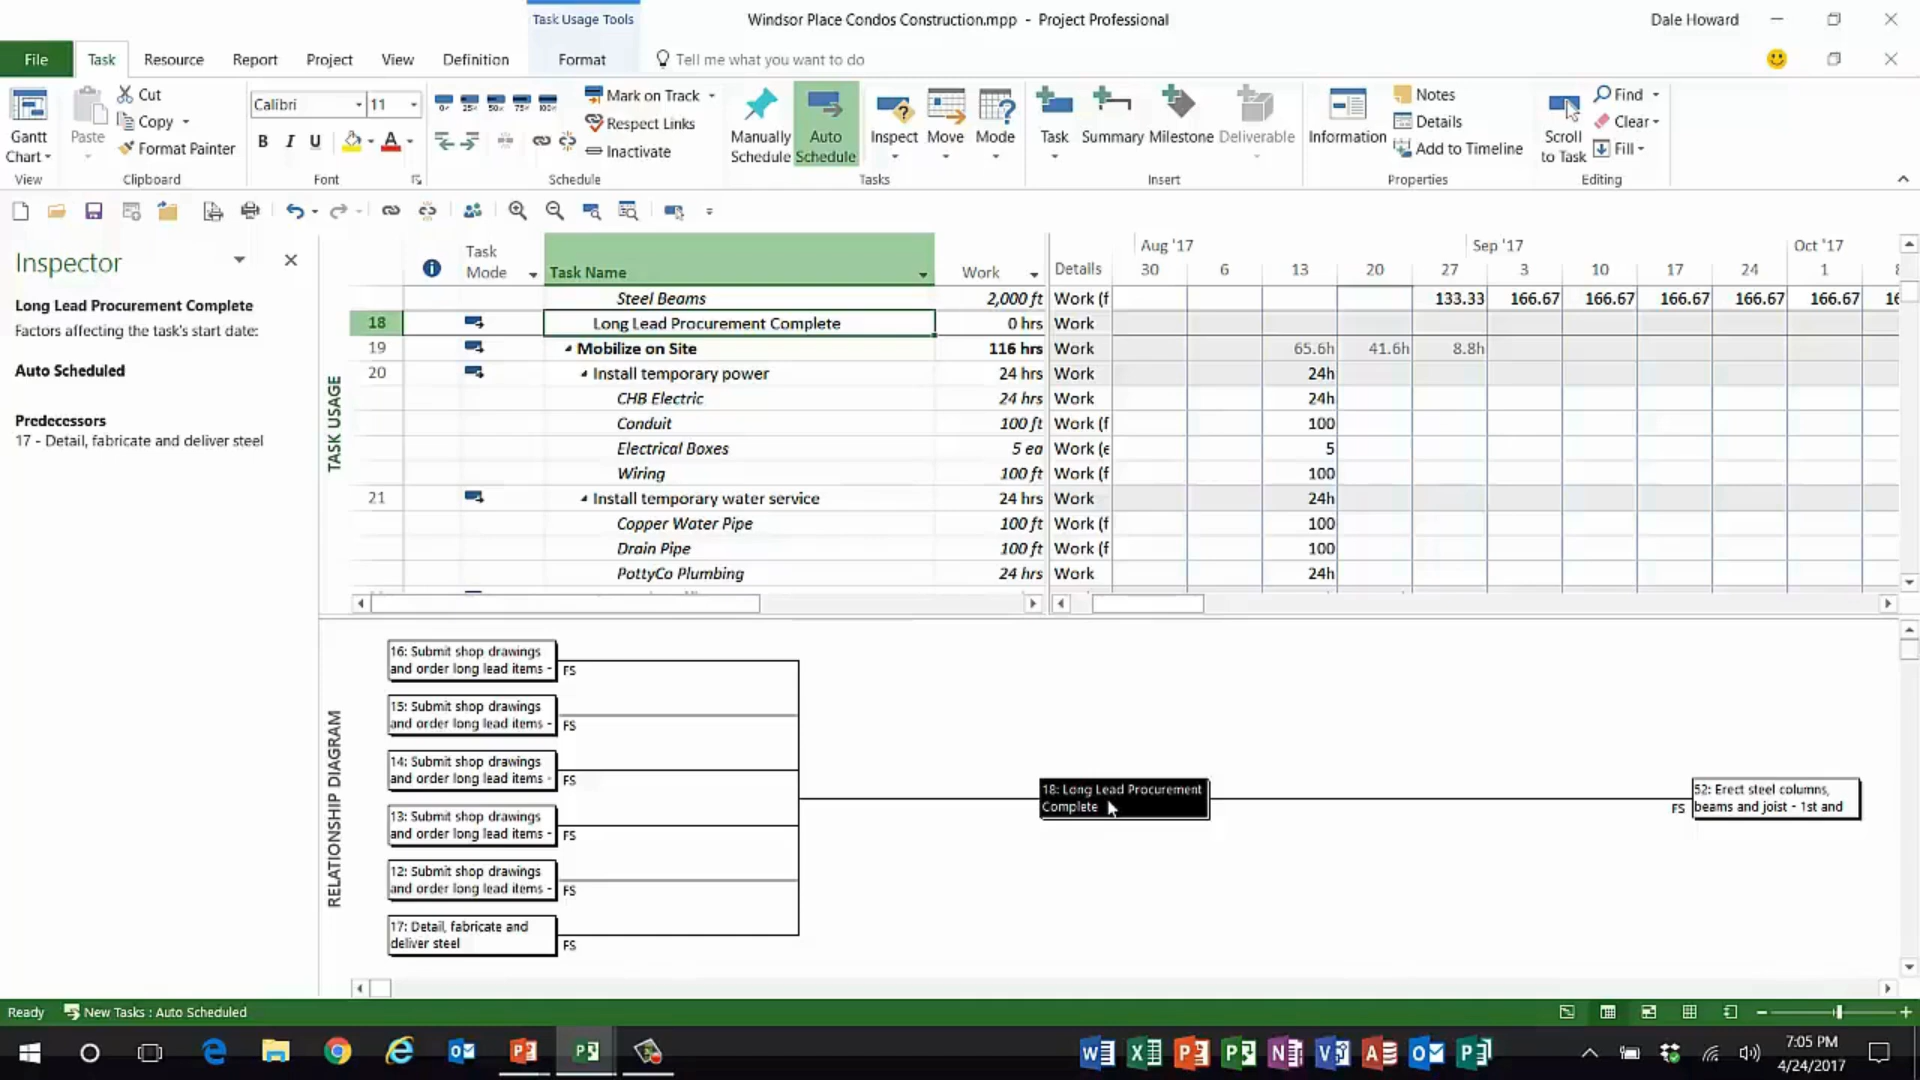 Task Usage Tools
Windsor Place Condos Construction.mpp - Project Professional
Dale Howard
File
Task
Resource
Report
Project
View
Definition
Format
Tell me what you want to do
Gantt Chart
View
Paste
Cut
Copy
Format Painter
Clipboard
Calibri
11
B I U
A
Font
0% 25% 50% 75% 100%
Mark on Track
Respect Links
Inactivate
Schedule
Manually Schedule
Auto Schedule
Inspect
Move
Mode
Tasks
Task
Summary
Milestone
Deliverable
Insert
Information
Notes
Details
Add to Timeline
Properties
Scroll to Task
Find
Clear
Fill
Editing
Inspector
Long Lead Procurement Complete
Factors affecting the task's start date:
Auto Scheduled
Predecessors
17 - Detail, fabricate and deliver steel
TASK USAGE
Task Mode
Task Name
Work
Details
Aug '17
Sep '17
Oct '17
30 6 13 20 27 3 10 17 24 1 8
Steel Beams 2,000 ft Work (f 133.33 166.67 166.67 166.67 166.67 166.67 16
18 Long Lead Procurement Complete 0 hrs Work
19 Mobilize on Site 116 hrs Work 65.6h 41.6h 8.8h
20 Install temporary power 24 hrs Work 24h
CHB Electric 24 hrs Work 24h
Conduit 100 ft Work (f 100
Electrical Boxes 5 ea Work (e 5
Wiring 100 ft Work (f 100
21 Install temporary water service 24 hrs Work 24h
Copper Water Pipe 100 ft Work (f 100
Drain Pipe 100 ft Work (f 100
PottyCo Plumbing 24 hrs Work 24h
RELATIONSHIP DIAGRAM
16: Submit shop drawings
and order long lead items - FS
15: Submit shop drawings
and order long lead items - FS
14: Submit shop drawings
and order long lead items - FS
13: Submit shop drawings
and order long lead items - FS
12: Submit shop drawings
and order long lead items - FS
17: Detail, fabricate and
deliver steel FS
18: Long Lead Procurement
Complete
FS
52: Erect steel columns,
beams and joist - 1st and
Ready
New Tasks : Auto Scheduled
7:05 PM
4/24/2017